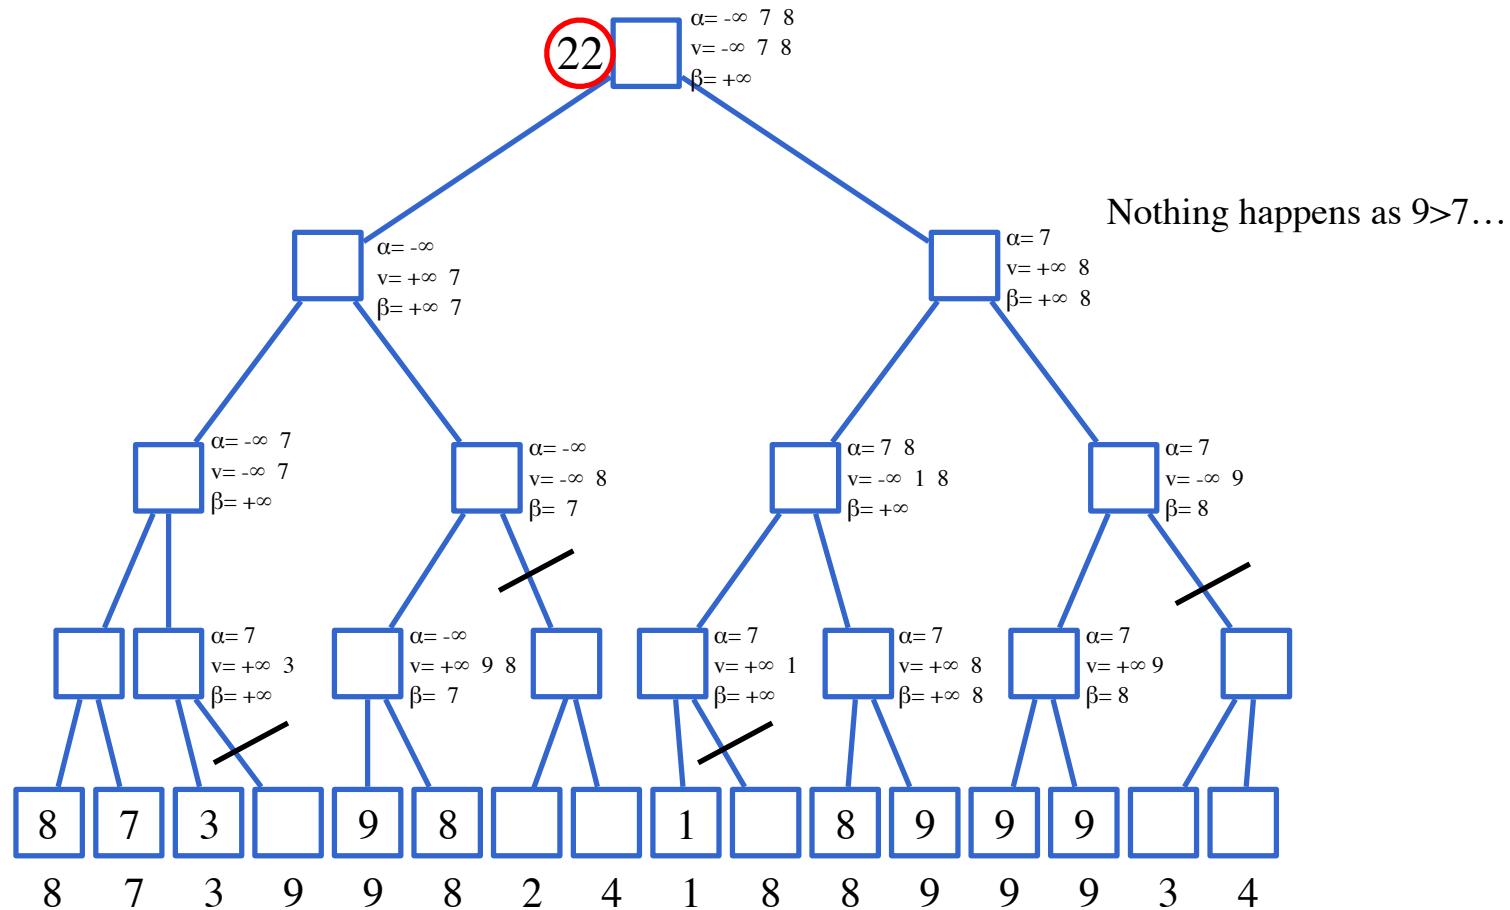 22
α= -∞ 7 8
v= -∞ 7 8
β= +∞
Nothing happens as 9>7…
α= -∞
v= +∞ 7
β= +∞ 7
α= 7
v= +∞ 8
β= +∞ 8
α= -∞ 7
v= -∞ 7
β= +∞
α= -∞
v= -∞ 8
β= 7
α= 7 8
v= -∞ 1 8
β= +∞
α= 7
v= -∞ 9
β= 8
α= 7
v= +∞ 3
β= +∞
α= -∞
v= +∞ 9 8
β= 7
α= 7
v= +∞ 1
β= +∞
α= 7
v= +∞ 8
β= +∞ 8
α= 7
v= +∞ 9
β= 8
8 7 3 9 8 1 8 9 9 9
8 7 3 9 9 8 2 4 1 8 8 9 9 9 3 4